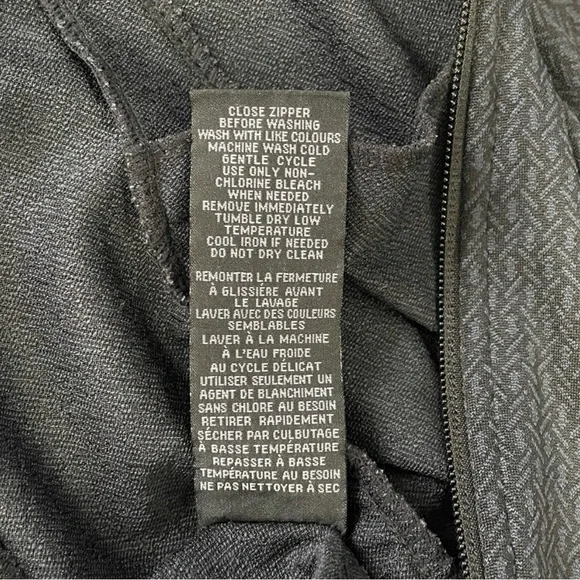 CLOSE ZIPPER
BEFORE WASHING
WASH WITH LIKE COLOURS
MACHINE WASH COLD
GENTLE CYCLE
USE ONLY NON-
CHLORINE BLEACH
WHEN NEEDED
REMOVE IMMEDIATELY
TUMBLE DRY LOW
TEMPERATURE
COOL IRON IF NEEDED
DO NOT DRY CLEAN
REMONTER LA FERMETURE
À GLISSIÈRE AVANT
LE LAVAGE
LAVER AVEC DES COULEURS
SEMBLABLES
LAVER À LA MACHINE
À L'EAU FROIDE
AU CYCLE DÉLICAT
UTILISER SEULEMENT UN
AGENT DE BLANCHIMENT
SANS CHLORE AU BESOIN
RETIRER RAPIDEMENT
SÉCHER PAR CULBUTAGE
À BASSE TEMPÉRATURE
REPASSER À BASSE
TEMPÉRATURE AU BESOIN
NE PAS NETTOYER À SEC